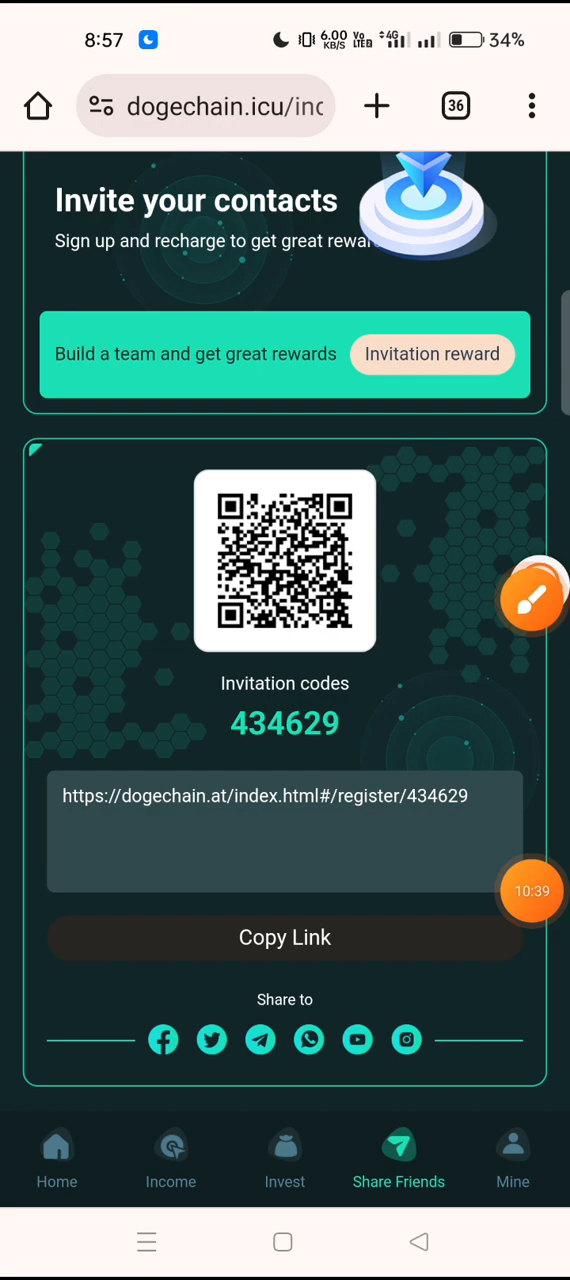 8:57
6.00
KB/S
Vo
LTE2
4G
34%
dogechain.icu/in
36
Invite your contacts
Sign up and recharge to get great rewar
Build a team and get great rewards
Invitation reward
Invitation codes
434629
https://dogechain.at/index.html#/register/434629
10:39
Copy Link
Share to
Home
Income
Invest
Share Friends
Mine